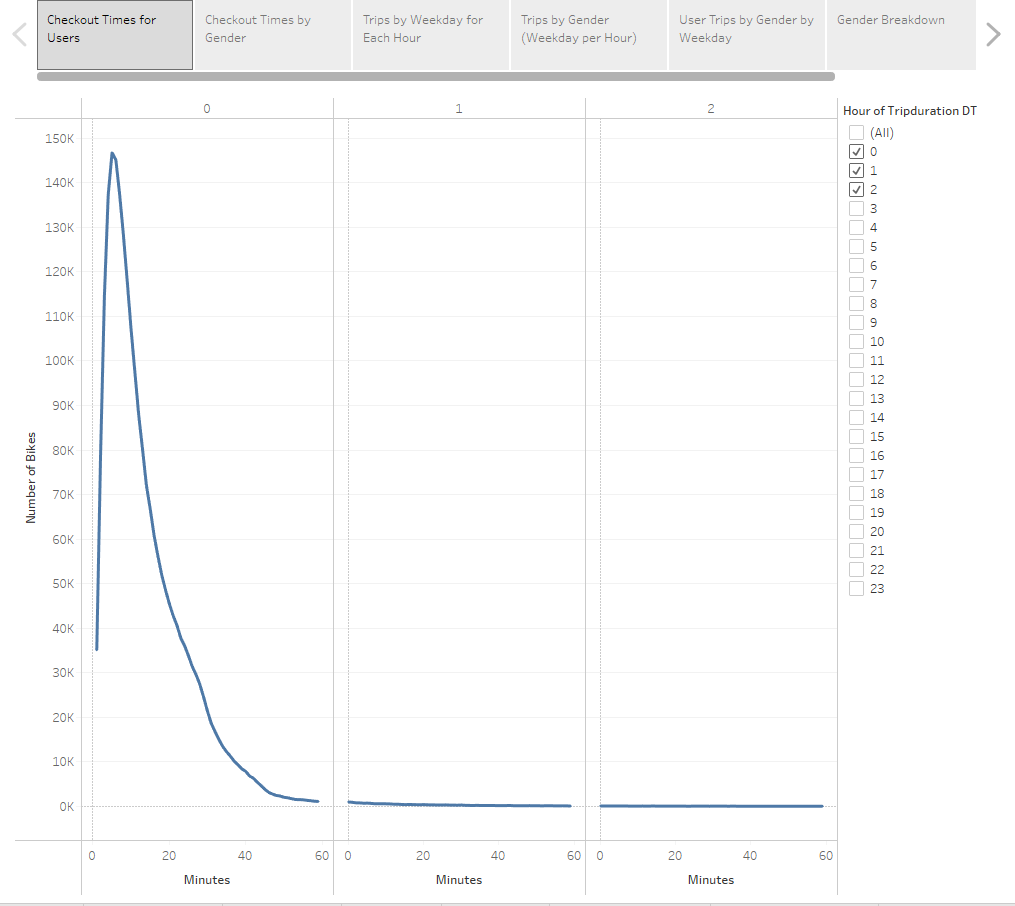 Checkout Times for
Users
Checkout Times by
Gender
Trips by Weekday for
Each Hour
Trips by Gender
(Weekday per Hour)
User Trips by Gender by
Weekday
Gender Breakdown
0
1
2
150K
140K
130K
120K
110K
100K
90K
80K
70K
60K
50K
40K
30K
20K
10K
0K
Number of Bikes
0 20 40 60
0 20 40 60
0 20 40 60
Minutes
Minutes
Minutes
Hour of Tripduration DT
(All)
0
1
2
3
4
5
6
7
8
9
10
11
12
13
14
15
16
17
18
19
20
21
22
23